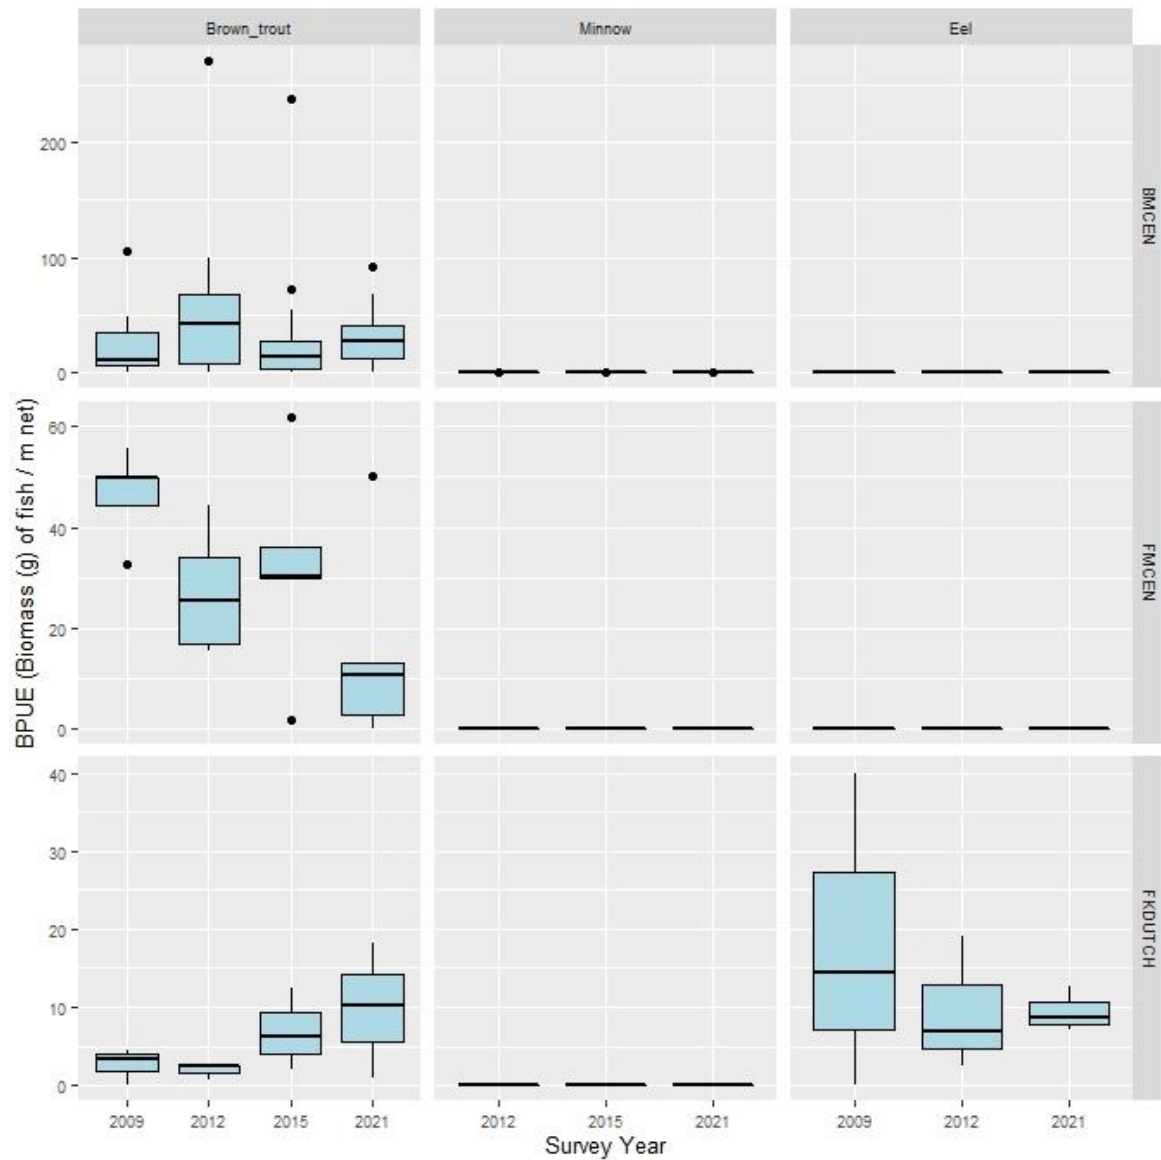 Brown_trout
Minnow
Eel
BPUE (Biomass (g) of fish / m net)
200
100
0
BMCEN
60
40
20
0
FMCEN
40
30
20
10
0
FKDUTCH
2009 2012 2015 2021
2012 2015 2021
2009 2012 2021
Survey Year